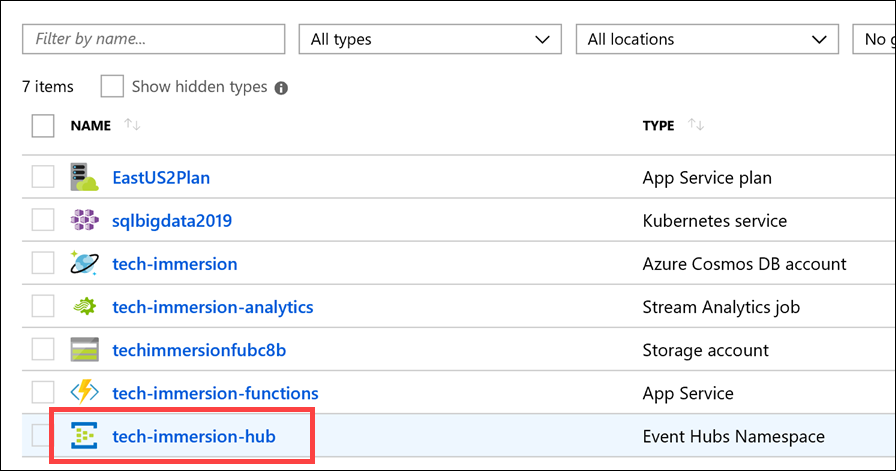 Filter by name... All types All locations No g
7 items Show hidden types
NAME TYPE
EastUS2Plan App Service plan
sqlbigdata2019 Kubernetes service
tech-immersion Azure Cosmos DB account
tech-immersion-analytics Stream Analytics job
techimmersionfubc8b Storage account
tech-immersion-functions App Service
tech-immersion-hub Event Hubs Namespace